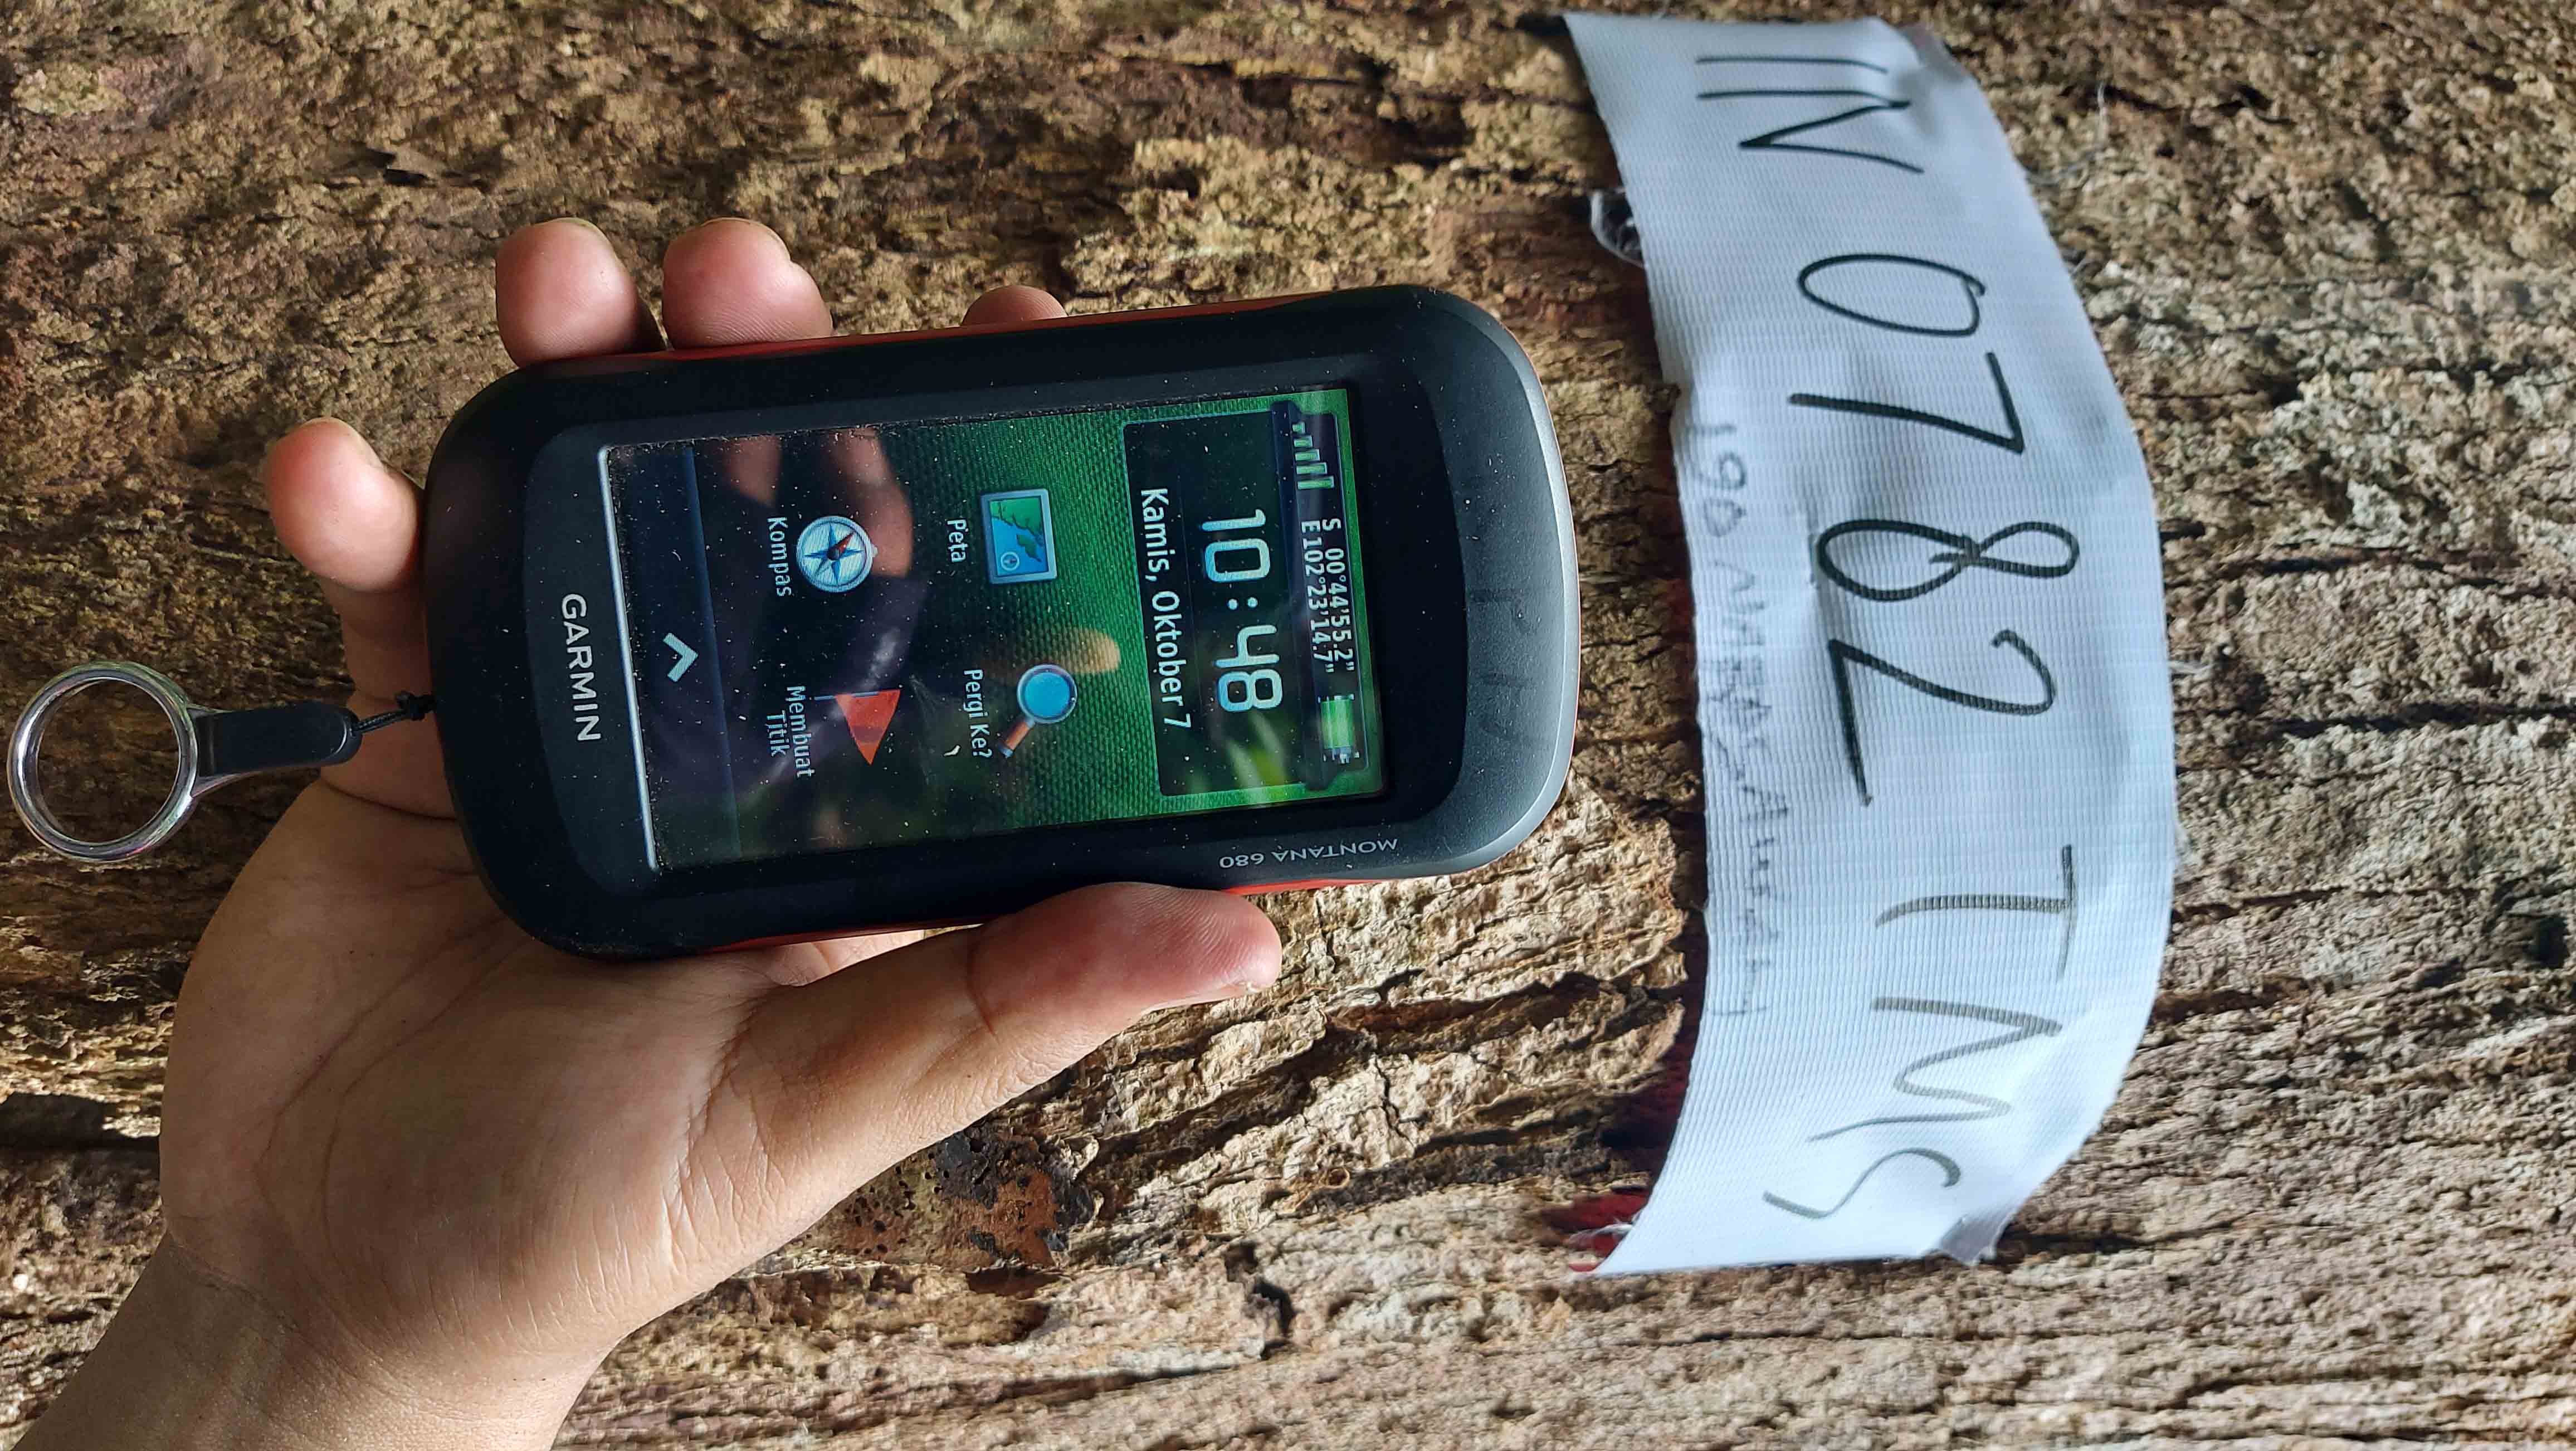 S 00°44'55.2"
E 102°23'14.7"
10:48
Kamis, Oktober 7
Peta
Pergi Ke?
Kompas
Membuat
Titik
GARMIN
MONTANA 680
IN 0782 TMS